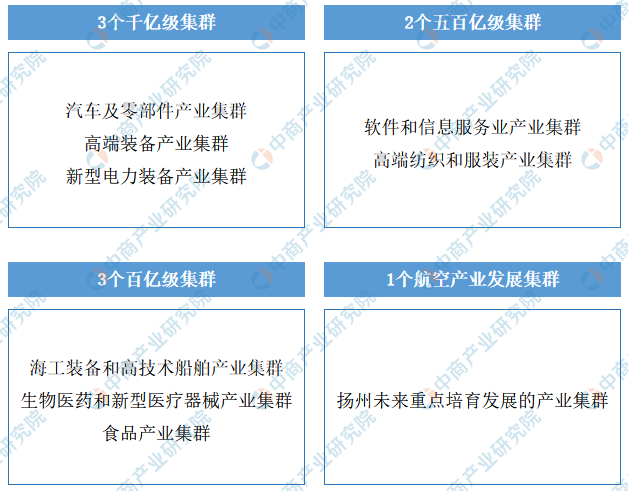 3个千亿级集群
汽车及零部件产业集群
高端装备产业集群
新型电力装备产业集群
2个五百亿级集群
软件和信息服务业产业集群
高端纺织和服装产业集群
3个百亿级集群
海工装备和高技术船舶产业集群
生物医药和新型医疗器械产业集群
食品产业集群
1个航空产业发展集群
扬州未来重点培育发展的产业集群
中商产业研究院